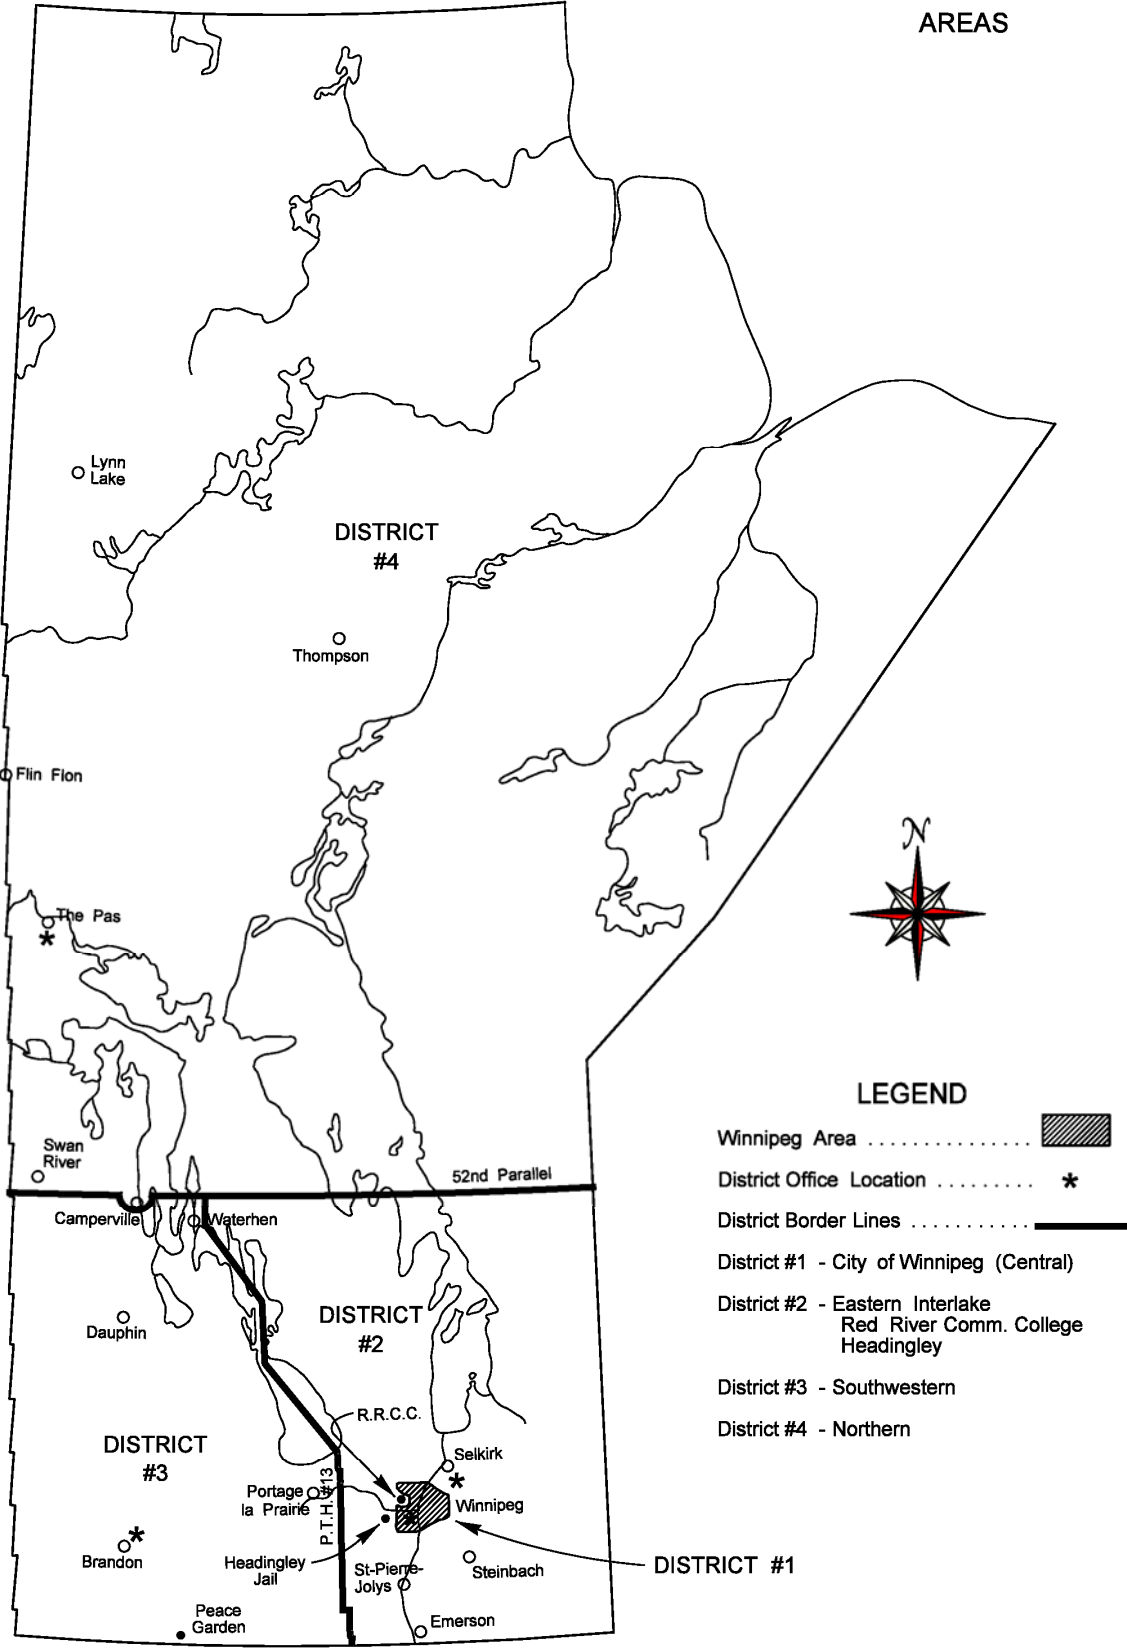 AREAS
Lynn
Lake
DISTRICT
#4
Thompson
Flin Flon
N
The Pas
*
LEGEND
Winnipeg Area ...............
Swan
River
52nd Parallel
District Office Location ......... *
Camperville
Waterhen
District Border Lines ...........
District #1 - City of Winnipeg (Central)
District #2 - Eastern Interlake
Red River Comm. College
Headingley
Dauphin
DISTRICT
#2
District #3 - Southwestern
R.R.C.C.
District #4 - Northern
DISTRICT
#3
Selkirk
*
Portage
la Prairie
P.T.H. #13
Winnipeg
*
*
Brandon
Headingley
Jail
St-Pierre-
Jolys
Steinbach
DISTRICT #1
Peace
Garden
Emerson